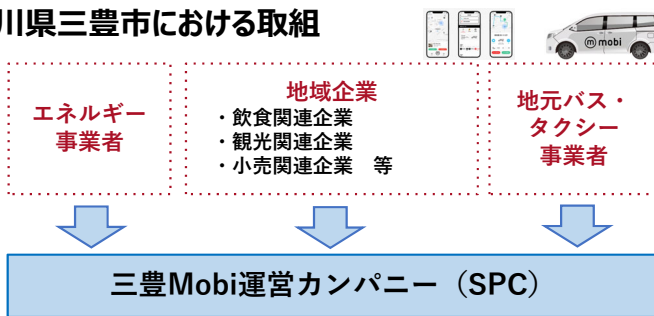 川県三豊市における取組
mobi
エネルギー
事業者
地域企業
・飲食関連企業
・観光関連企業
・小売関連企業　等
地元バス・
タクシー
事業者
三豊Mobi運営カンパニー（SPC）